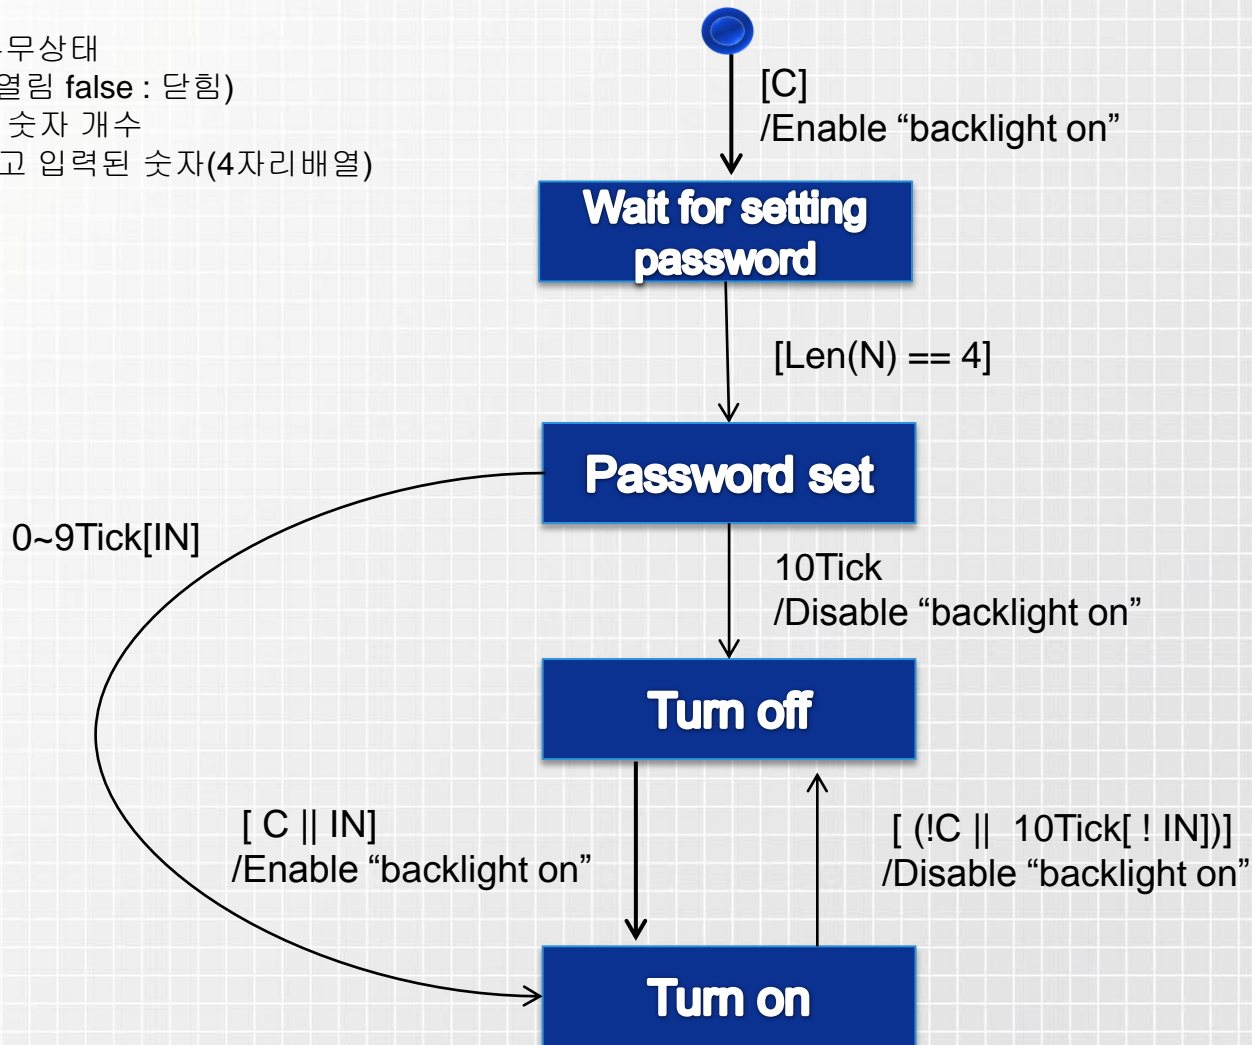 무상태
열림 false : 닫힘)
숫자 개수
고 입력된 숫자(4자리배열)
[C]
/Enable “backlight on”
Wait for setting
password
[Len(N) == 4]
Password set
0~9Tick[IN]
10Tick
/Disable “backlight on”
Turn off
[ C || IN]
/Enable “backlight on”
[ (!C || 10Tick[ ! IN])]
/Disable “backlight on”
Turn on